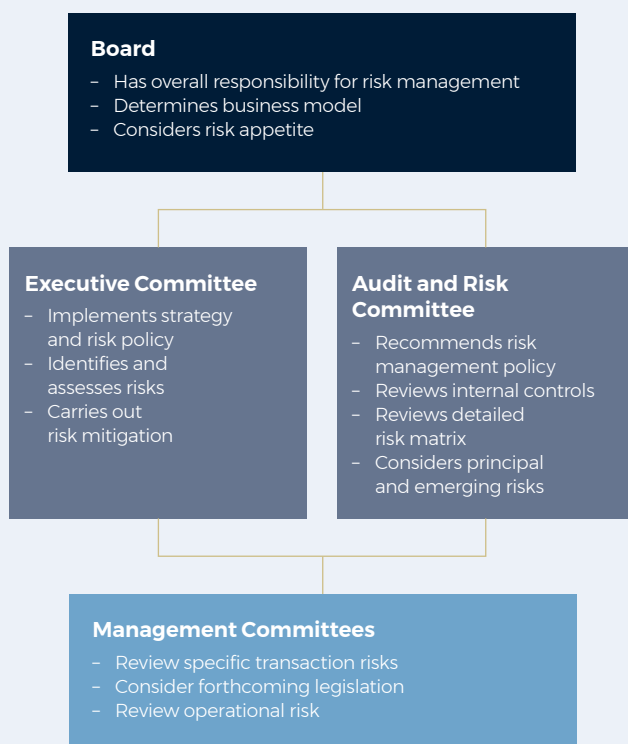 Board
– Has overall responsibility for risk management
– Determines business model
– Considers risk appetite
Executive Committee
– Implements strategy
and risk policy
– Identifies and
assesses risks
– Carries out
risk mitigation
Audit and Risk
Committee
– Recommends risk
management policy
– Reviews internal controls
– Reviews detailed
risk matrix
– Considers principal
and emerging risks
Management Committees
– Review specific transaction risks
– Consider forthcoming legislation
– Review operational risk